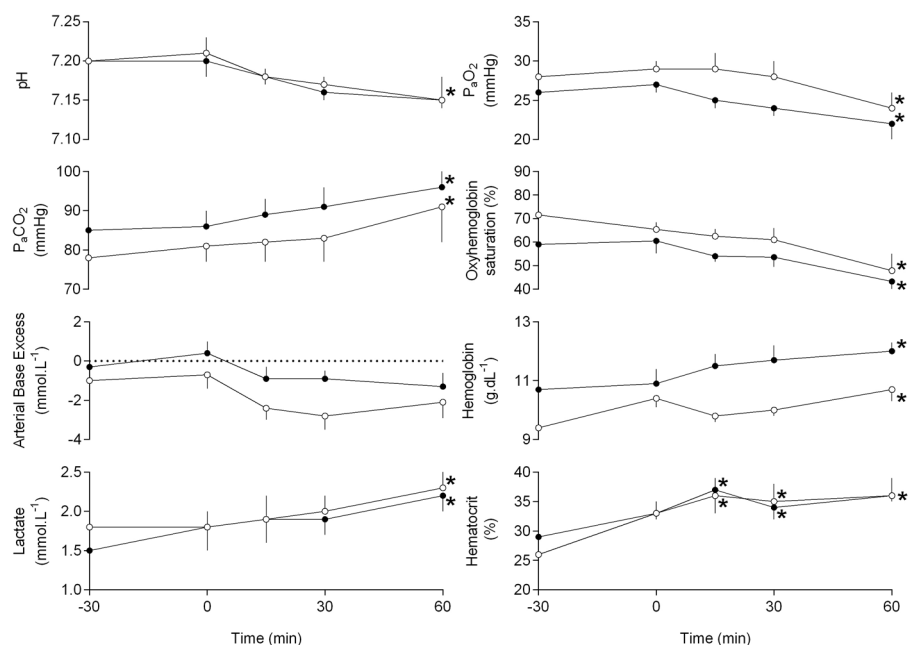 7.25
7.20
7.15
7.10
pH
*
30
25
20
PaO2
(mmHg)
*
*
100
90
80
70
PaCO2
(mmHg)
*
*
90
80
70
60
50
40
Oxyhemoglobin
saturation (%)
*
*
2
0
-2
-4
Arterial Base Excess
(mmol.L-1)
13
11
9
Hemoglobin
(g.dL-1)
*
*
2.5
2.0
1.5
1.0
Lactate
(mmol.L-1)
*
*
-30 0 30 60
Time (min)
40
35
30
25
20
Hematocrit
(%)
*
*
*
*
*
-30 0 30 60
Time (min)